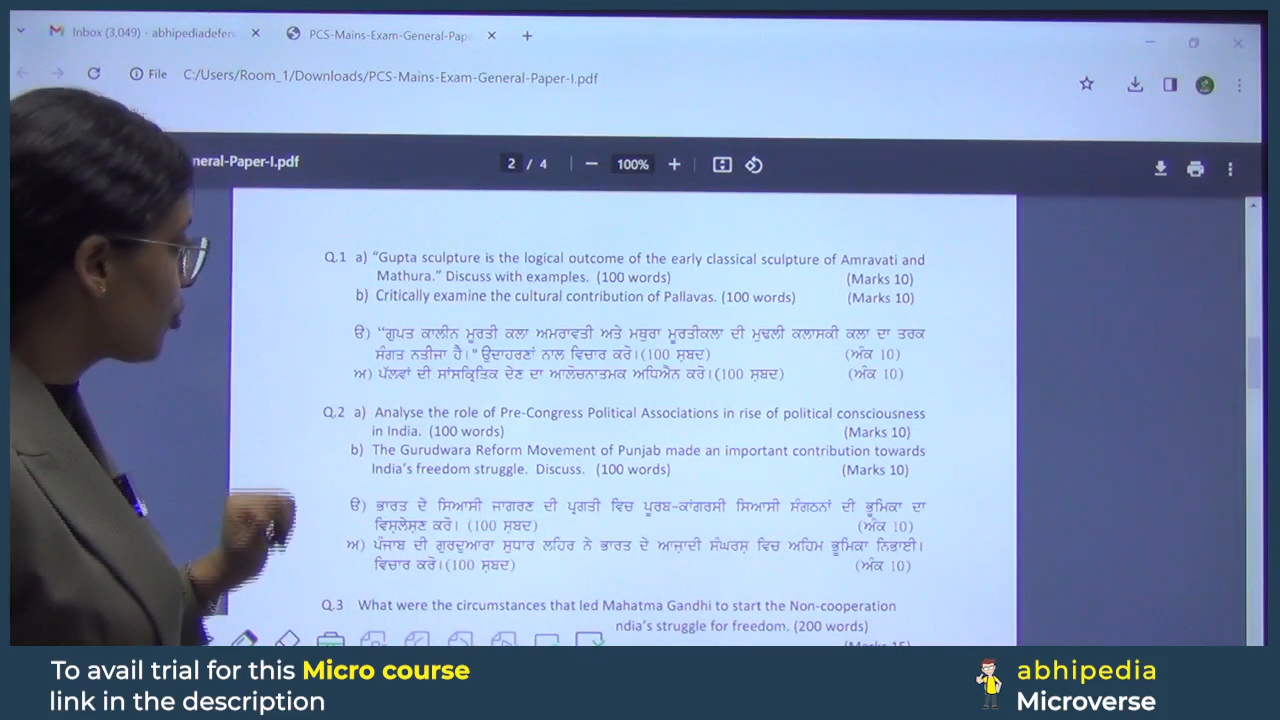 Inbox (3,049) - abhipediadefen
PCS-Mains-Exam-General-Pap
File C:/Users/Room_1/Downloads/PCS-Mains-Exam-General-Paper-I.pdf
neral-Paper-I.pdf
2 / 4
100%
Q.1 a) “Gupta sculpture is the logical outcome of the early classical sculpture of Amravati and
Mathura.” Discuss with examples. (100 words) (Marks 10)
b) Critically examine the cultural contribution of Pallavas. (100 words) (Marks 10)
ੳ) “ਗੁਪਤ ਕਾਲੀਨ ਮੂਰਤੀ ਕਲਾ ਅਮਰਾਵਤੀ ਅਤੇ ਮਥੁਰਾ ਮੂਰਤੀਕਲਾ ਦੀ ਮੁਢਲੀ ਕਲਾਸਕੀ ਕਲਾ ਦਾ ਤਰਕ
ਸੰਗਤ ਨਤੀਜਾ ਹੈ।" ਉਦਾਹਰਣਾਂ ਨਾਲ ਵਿਚਾਰ ਕਰੋ।(100 ਸ਼ਬਦ) (ਅੰਕ 10)
ਅ) ਪੱਲਵਾਂ ਦੀ ਸਾਂਸਕ੍ਰਿਤਿਕ ਦੇਣ ਦਾ ਆਲੋਚਨਾਤਮਕ ਅਧਿਐਨ ਕਰੋ।(100 ਸ਼ਬਦ) (ਅੰਕ 10)
Q.2 a) Analyse the role of Pre-Congress Political Associations in rise of political consciousness
in India. (100 words) (Marks 10)
b) The Gurudwara Reform Movement of Punjab made an important contribution towards
India’s freedom struggle. Discuss. (100 words) (Marks 10)
ੳ) ਭਾਰਤ ਦੇ ਸਿਆਸੀ ਜਾਗਰਣ ਦੀ ਪ੍ਰਗਤੀ ਵਿਚ ਪੂਰਬ-ਕਾਂਗਰਸੀ ਸਿਆਸੀ ਸੰਗਠਨਾਂ ਦੀ ਭੂਮਿਕਾ ਦਾ
ਵਿਸ਼ਲੇਸ਼ਣ ਕਰੋ। (100 ਸ਼ਬਦ) (ਅੰਕ 10)
ਅ) ਪੰਜਾਬ ਦੀ ਗੁਰਦੁਆਰਾ ਸੁਧਾਰ ਲਹਿਰ ਨੇ ਭਾਰਤ ਦੇ ਆਜ਼ਾਦੀ ਸੰਘਰਸ਼ ਵਿਚ ਅਹਿਮ ਭੂਮਿਕਾ ਨਿਭਾਈ।
ਵਿਚਾਰ ਕਰੋ।(100 ਸ਼ਬਦ) (ਅੰਕ 10)
Q.3 What were the circumstances that led Mahatma Gandhi to start the Non-cooperation
ndia’s struggle for freedom. (200 words)
(Marks 15)
To avail trial for this Micro course
link in the description
abhipedia
Microverse